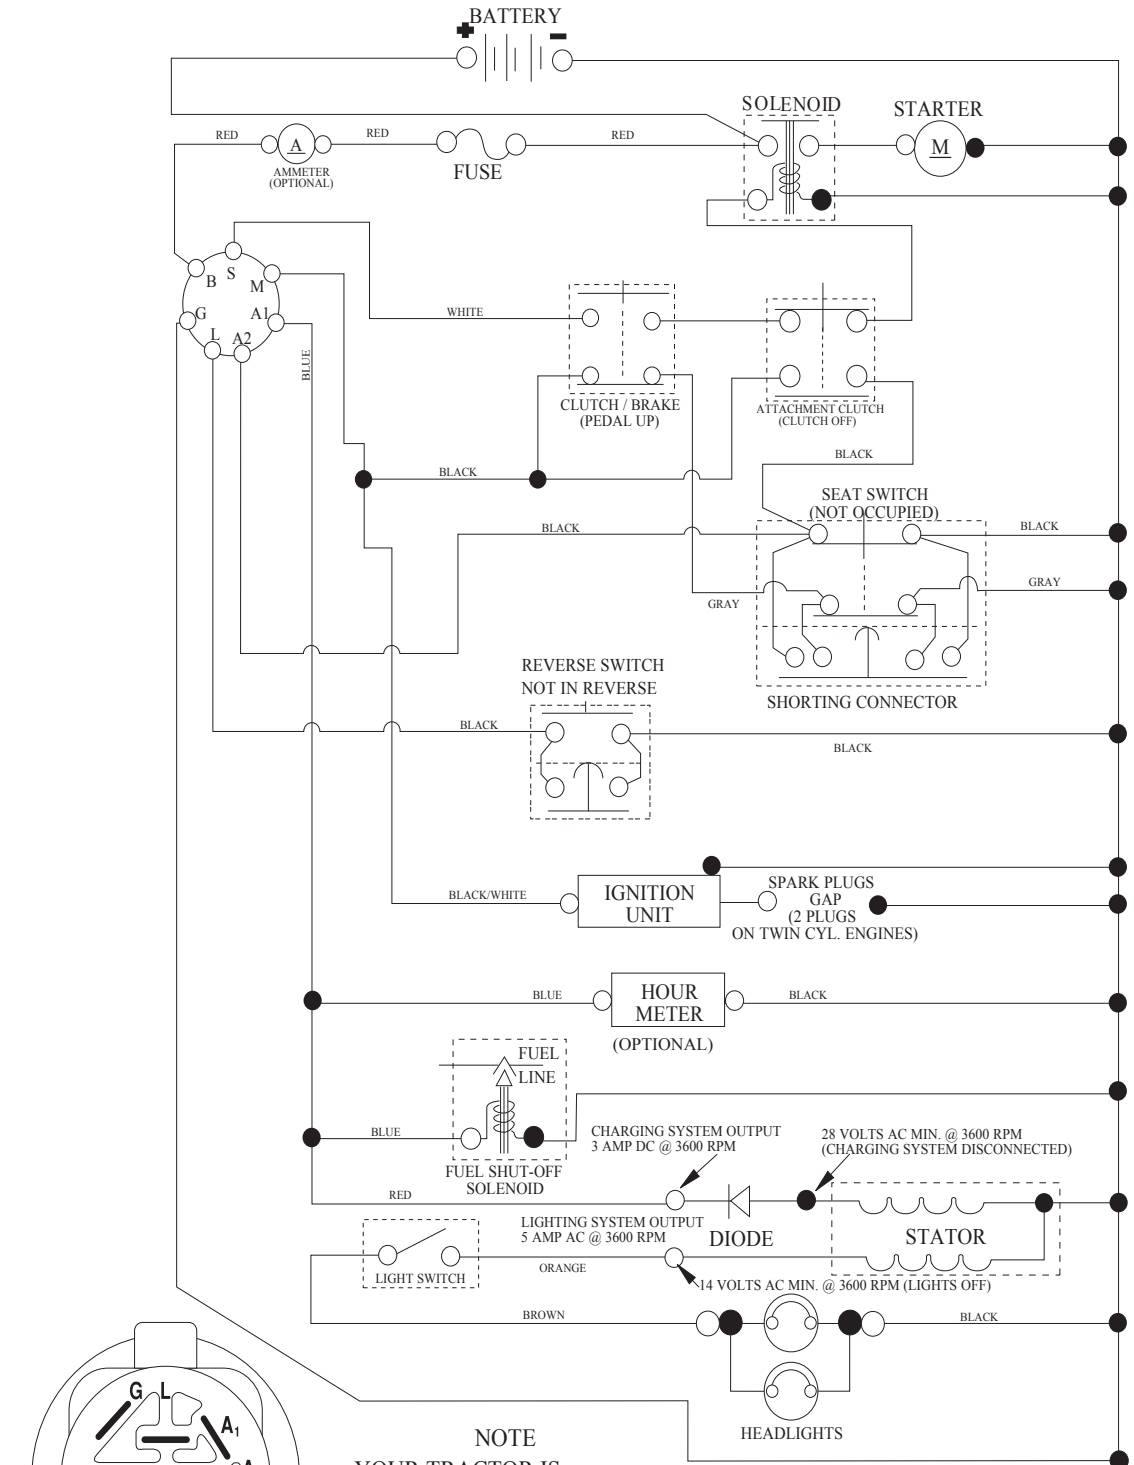 BATTERY
SOLENOID
STARTER
RED
A
RED
RED
M
AMMETER
(OPTIONAL)
FUSE
B
S
M
G
A1
L
A2
BLUE
WHITE
CLUTCH / BRAKE
(PEDAL UP)
ATTACHMENT CLUTCH
(CLUTCH OFF)
BLACK
BLACK
SEAT SWITCH
(NOT OCCUPIED)
BLACK
BLACK
GRAY
GRAY
REVERSE SWITCH
NOT IN REVERSE
SHORTING CONNECTOR
BLACK
BLACK
BLACK/WHITE
IGNITION
UNIT
SPARK PLUGS
GAP
(2 PLUGS
ON TWIN CYL. ENGINES)
BLUE
HOUR
METER
BLACK
(OPTIONAL)
FUEL
LINE
BLUE
FUEL SHUT-OFF
SOLENOID
CHARGING SYSTEM OUTPUT
3 AMP DC @ 3600 RPM
28 VOLTS AC MIN. @ 3600 RPM
(CHARGING SYSTEM DISCONNECTED)
RED
LIGHTING SYSTEM OUTPUT
5 AMP AC @ 3600 RPM
DIODE
STATOR
LIGHT SWITCH
ORANGE
14 VOLTS AC MIN. @ 3600 RPM (LIGHTS OFF)
BROWN
BLACK
HEADLIGHTS
G
L
A1
NOTE
YOUR TRACTOR IS